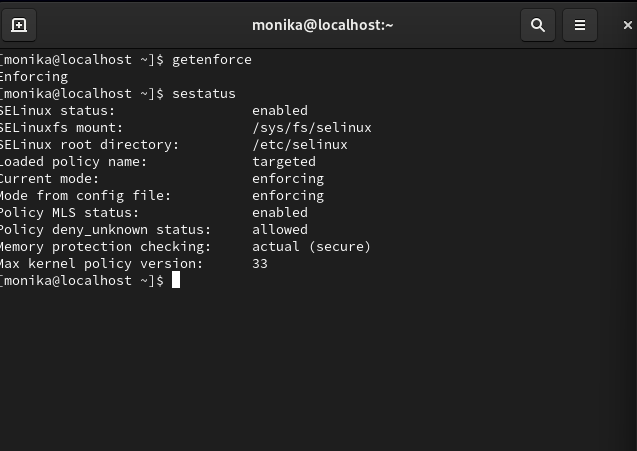 monika@localhost:~
[monika@localhost ~]$ getenforce
Enforcing
[monika@localhost ~]$ sestatus
SELinux status:                 enabled
SELinuxfs mount:                /sys/fs/selinux
SELinux root directory:         /etc/selinux
Loaded policy name:             targeted
Current mode:                   enforcing
Mode from config file:          enforcing
Policy MLS status:              enabled
Policy deny_unknown status:     allowed
Memory protection checking:     actual (secure)
Max kernel policy version:      33
[monika@localhost ~]$